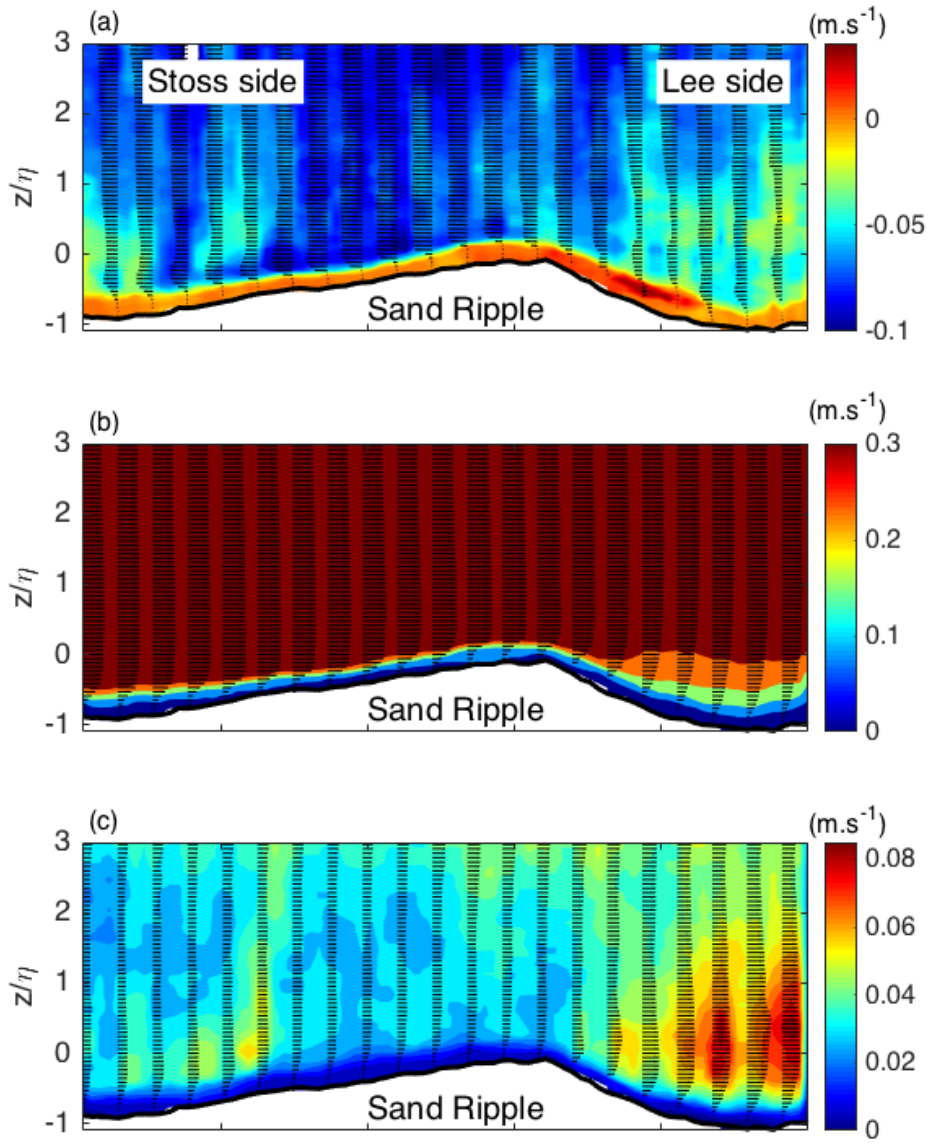 (a)
(m.s⁻¹)
3
2
1
0
-1
z/η
Stoss side
Lee side
Sand Ripple
0
-0.05
-0.1
(b)
(m.s⁻¹)
3
2
1
0
-1
z/η
Sand Ripple
0.3
0.2
0.1
0
(c)
(m.s⁻¹)
3
2
1
0
-1
z/η
Sand Ripple
0.08
0.06
0.04
0.02
0